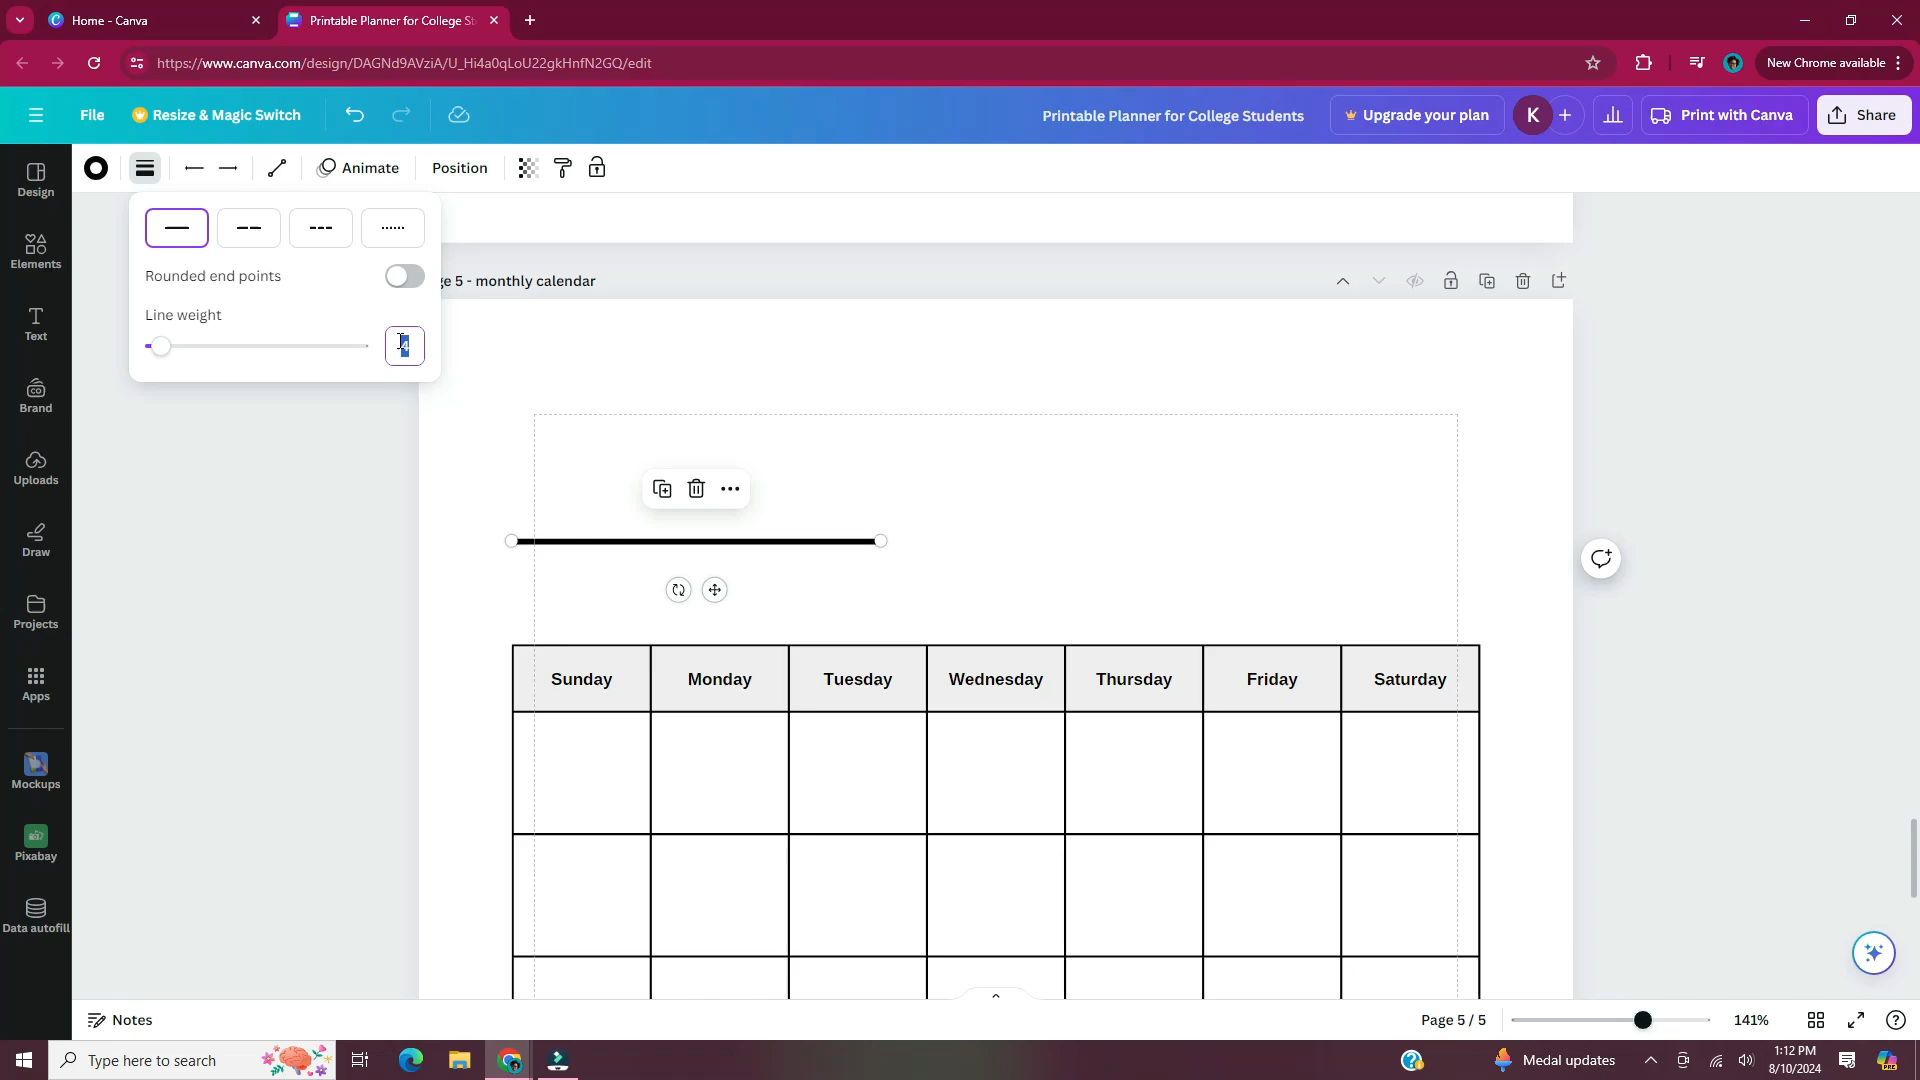 Home - Canva
Printable Planner for College St
https://www.canva.com/design/DAGNd9AVziA/U_Hi4a0qLoU22gkHnfN2GQ/edit
New Chrome available
File
Resize & Magic Switch
Printable Planner for College Students
Upgrade your plan
K
Print with Canva
Share
Animate
Position
Design
Elements
Text
Brand
Uploads
Draw
Projects
Apps
Mockups
Pixabay
Data autofill
Rounded end points
Line weight
4
ge 5 - monthly calendar
Sunday Monday Tuesday Wednesday Thursday Friday Saturday
Notes
Page 5 / 5
141%
Type here to search
Medal updates
1:12 PM
8/10/2024